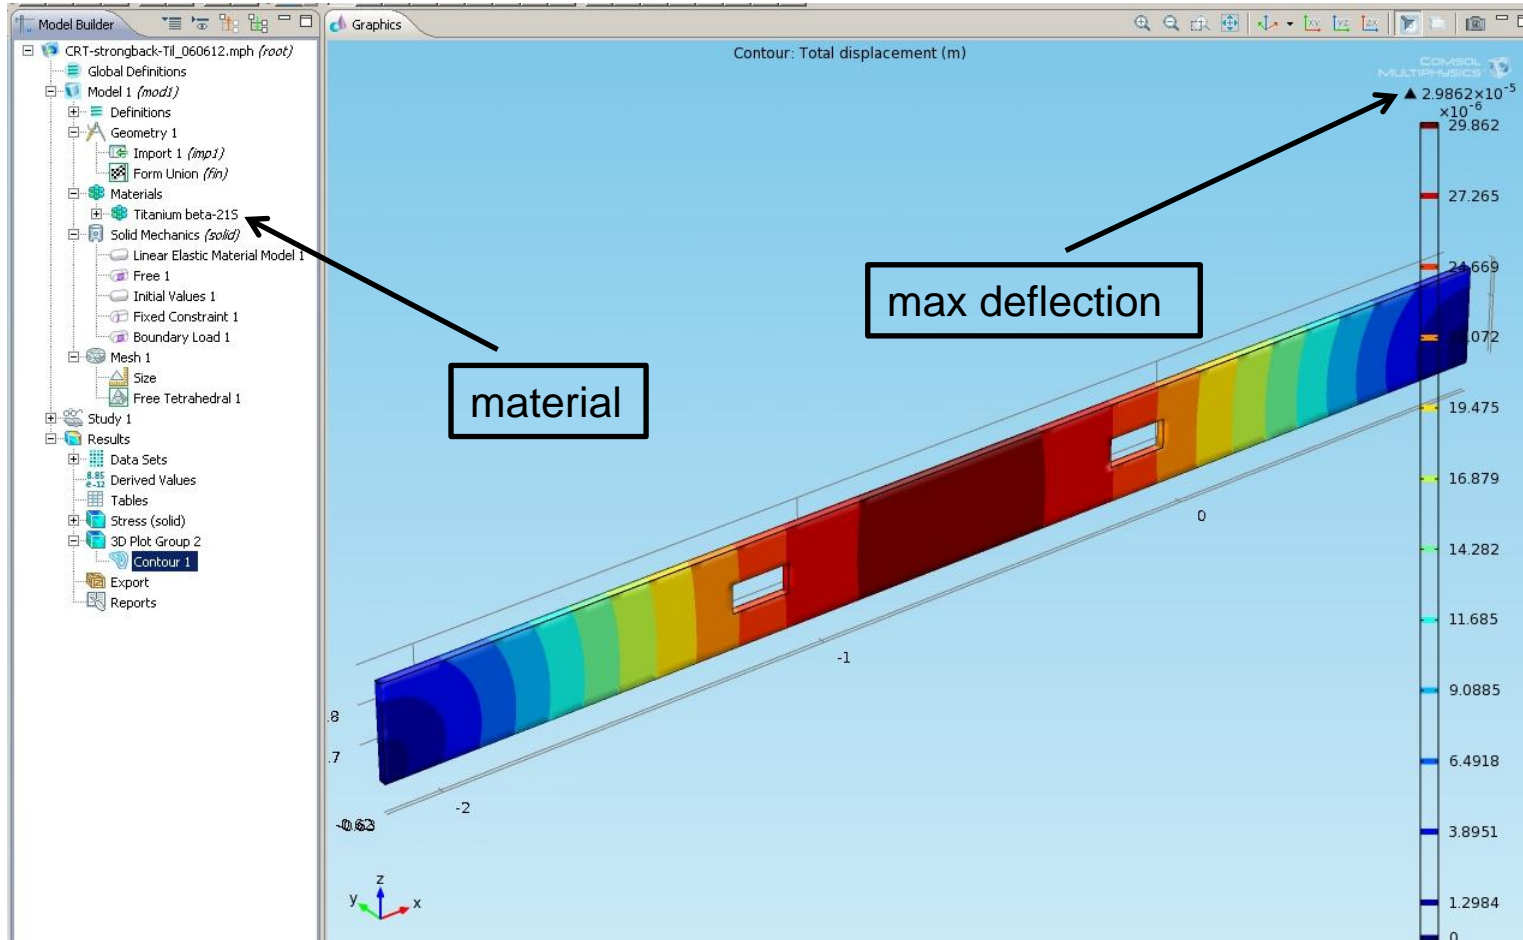 Model Builder
CRT-strongback-Til_060612.mph (root)
Global Definitions
Model 1 (mod1)
Definitions
Geometry 1
Import 1 (imp1)
Form Union (fin)
Materials
Titanium beta-21S
Solid Mechanics (solid)
Linear Elastic Material Model 1
Free 1
Initial Values 1
Fixed Constraint 1
Boundary Load 1
Mesh 1
Size
Free Tetrahedral 1
Study 1
Results
Data Sets
Derived Values
Tables
Stress (solid)
3D Plot Group 2
Contour 1
Export
Reports
Graphics
Contour: Total displacement (m)
COMSOL
MULTIPHYSICS
▲ 2.9862×10⁻⁵
×10⁻⁶
29.862
27.265
24.669
19.475
16.879
14.282
11.685
9.0885
6.4918
3.8951
1.2984
0
max deflection
material
0
-1
-2
.8
.7
z
y
x